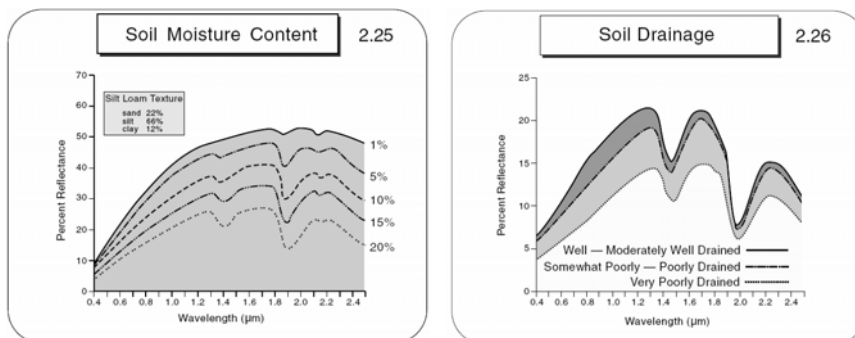 Soil Moisture Content
2.25
70
60
50
40
30
20
10
0
Percent Reflectance
Silt Loam Texture
sand 22%
silt 66%
clay 12%
1%
5%
10%
15%
20%
0.4 0.6 0.8 1.0 1.2 1.4 1.6 1.8 2.0 2.2 2.4
Wavelength (μm)
Soil Drainage
2.26
25
20
15
10
5
0
Percent Reflectance
Well — Moderately Well Drained
Somewhat Poorly — Poorly Drained
Very Poorly Drained
0.4 0.6 0.8 1.0 1.2 1.4 1.6 1.8 2.0 2.2 2.4
Wavelength (μm)